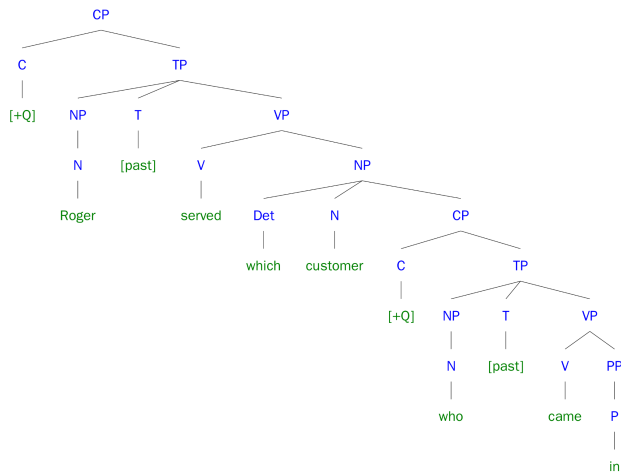 CP
C TP
[+Q] NP T VP
N [past] V NP
Roger served Det N CP
which customer C TP
[+Q] NP T VP
N [past] V PP
who came P
in